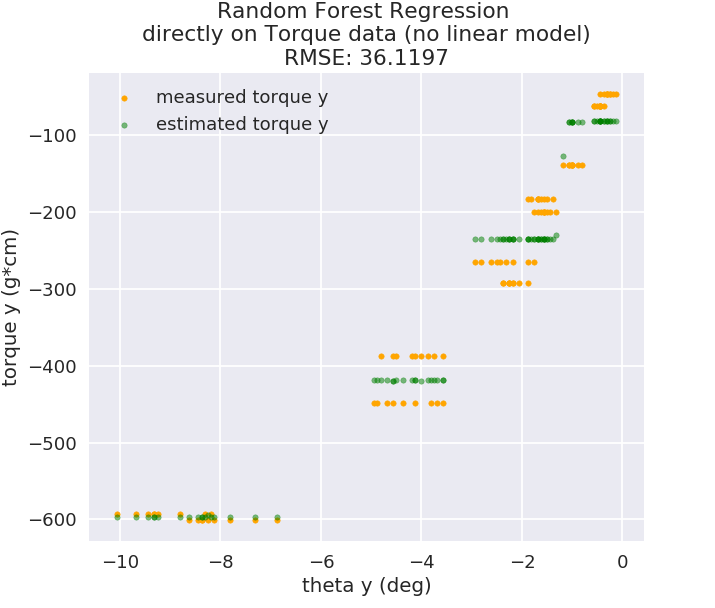 Random Forest Regression
directly on Torque data (no linear model)
RMSE: 36.1197
measured torque y
estimated torque y
torque y (g*cm)
−100
−200
−300
−400
−500
−600
−10
−8
−6
−4
−2
0
theta y (deg)